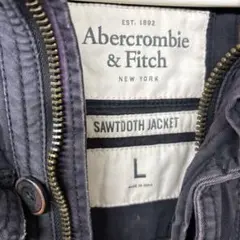 EST. 1892
Abercrombie
& Fitch
NEW YORK
SAWTOOTH JACKET
L